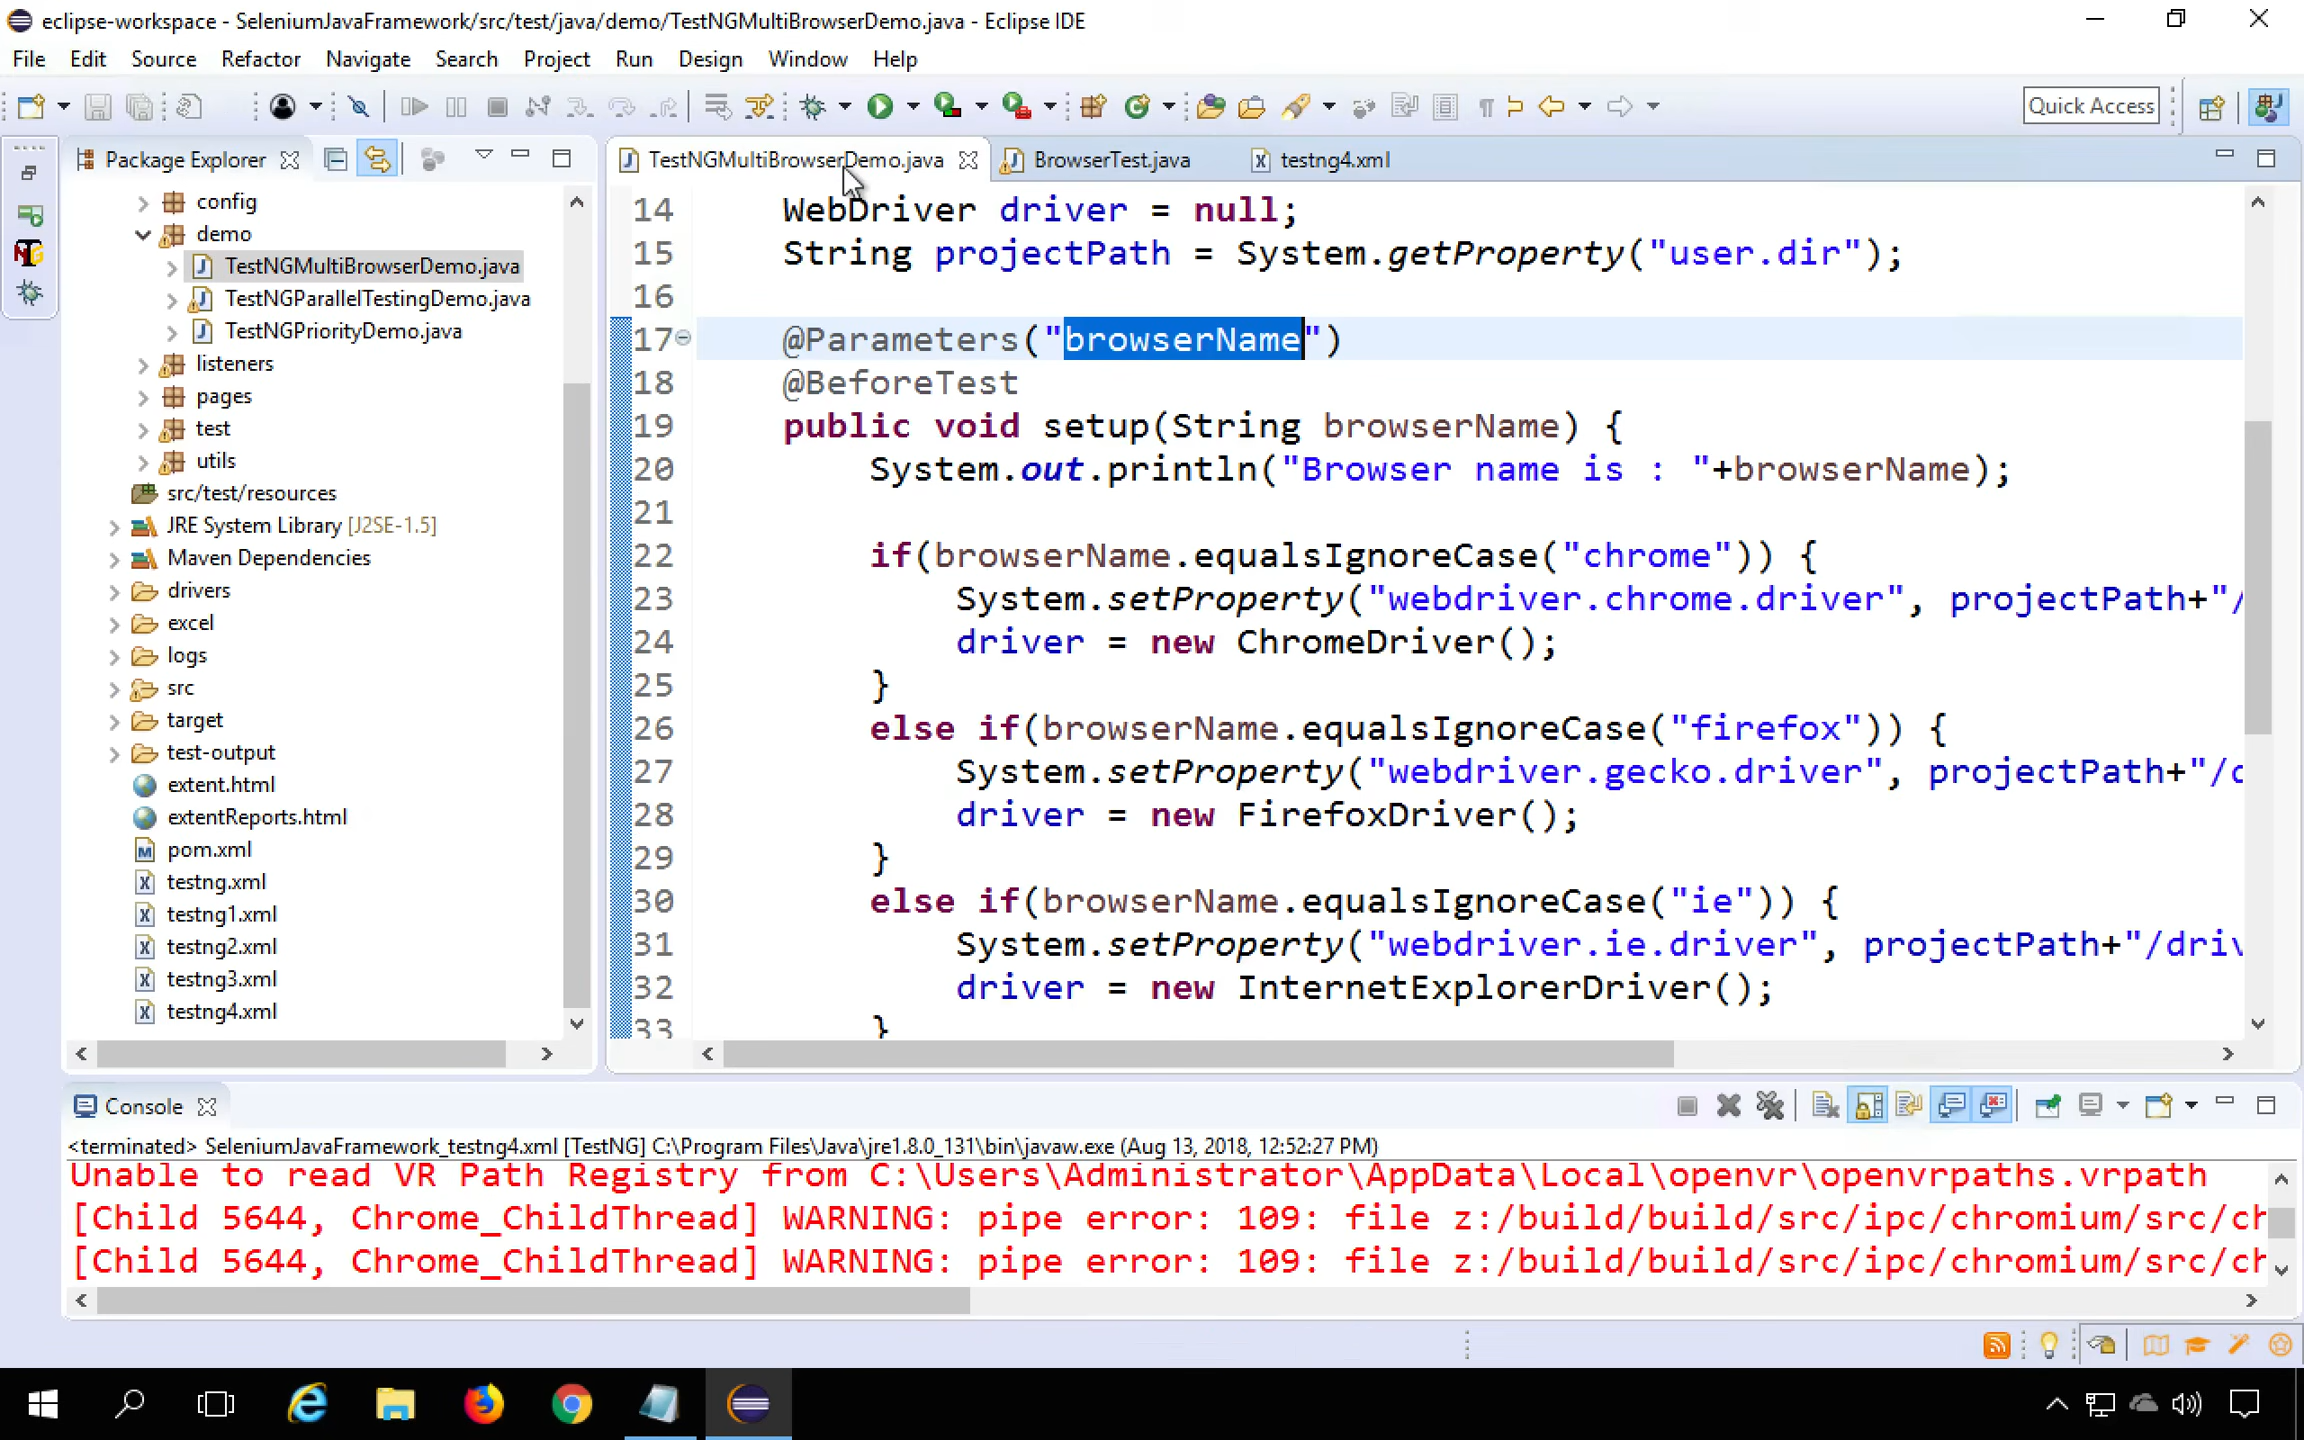 eclipse-workspace - SeleniumJavaFramework/src/test/java/demo/TestNGMultiBrowserDemo.java - Eclipse IDE
File Edit Source Refactor Navigate Search Project Run Design Window Help
Quick Access
Package Explorer
TestNGMultiBrowserDemo.java
BrowserTest.java
testng4.xml
config
demo
TestNGMultiBrowserDemo.java
TestNGParallelTestingDemo.java
TestNGPriorityDemo.java
listeners
pages
test
utils
src/test/resources
JRE System Library [J2SE-1.5]
Maven Dependencies
drivers
excel
logs
src
target
test-output
extent.html
extentReports.html
pom.xml
testng.xml
testng1.xml
testng2.xml
testng3.xml
testng4.xml
14 WebDriver driver = null;
15 String projectPath = System.getProperty("user.dir");
16
17 @Parameters("browserName")
18 @BeforeTest
19 public void setup(String browserName) {
20 System.out.println("Browser name is : "+browserName);
21
22 if(browserName.equalsIgnoreCase("chrome")) {
23 System.setProperty("webdriver.chrome.driver", projectPath+"/
24 driver = new ChromeDriver();
25 }
26 else if(browserName.equalsIgnoreCase("firefox")) {
27 System.setProperty("webdriver.gecko.driver", projectPath+"/d
28 driver = new FirefoxDriver();
29 }
30 else if(browserName.equalsIgnoreCase("ie")) {
31 System.setProperty("webdriver.ie.driver", projectPath+"/driv
32 driver = new InternetExplorerDriver();
33 }
Console
<terminated> SeleniumJavaFramework_testng4.xml [TestNG] C:\Program Files\Java\jre1.8.0_131\bin\javaw.exe (Aug 13, 2018, 12:52:27 PM)
Unable to read VR Path Registry from C:\Users\Administrator\AppData\Local\openvr\openvrpaths.vrpath
[Child 5644, Chrome_ChildThread] WARNING: pipe error: 109: file z:/build/build/src/ipc/chromium/src/ch
[Child 5644, Chrome_ChildThread] WARNING: pipe error: 109: file z:/build/build/src/ipc/chromium/src/ch